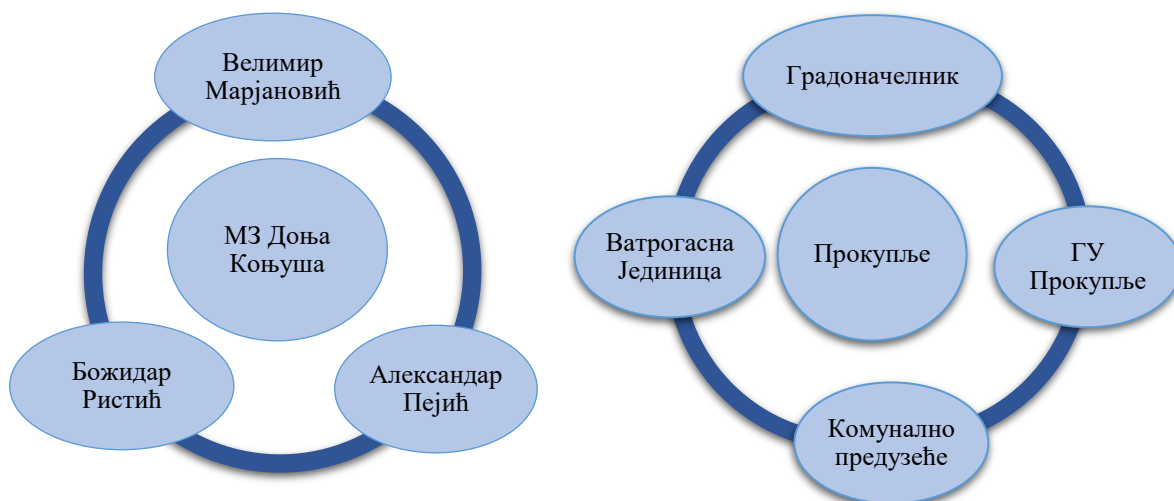 Велимир
Марјановић
МЗ Доња
Коњуша
Божидар
Ристић
Александар
Пејић
Градоначелник
Ватрогасна
Јединица
Прокупље
ГУ
Прокупље
Комунално
предузеће